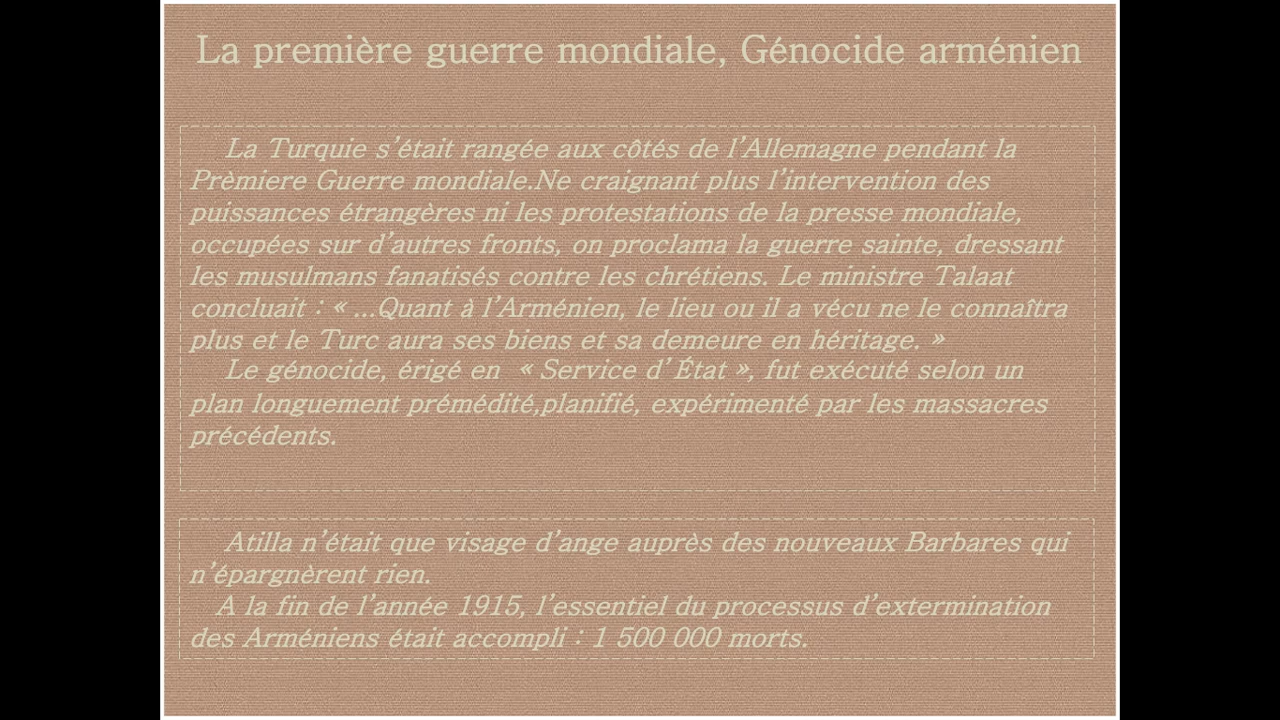 La première guerre mondiale, Génocide arménien
La Turquie s’était rangée aux côtés de l’Allemagne pendant la
Prèmiere Guerre mondiale.Ne craignant plus l’intervention des
puissances étrangères ni les protestations de la presse mondiale,
occupées sur d’autres fronts, on proclama la guerre sainte, dressant
les musulmans fanatisés contre les chrétiens. Le ministre Talaat
concluait : « ...Quant à l’Arménien, le lieu ou il a vécu ne le connaîtra
plus et le Turc aura ses biens et sa demeure en héritage. »
Le génocide, érigé en « Service d’ État », fut exécuté selon un
plan longuement prémédité,planifié, expérimenté par les massacres
précédents.
Atilla n’était que visage d’ange auprès des nouveaux Barbares qui
n’épargnèrent rien.
A la fin de l’année 1915, l’essentiel du processus d’extermination
des Arméniens était accompli : 1 500 000 morts.